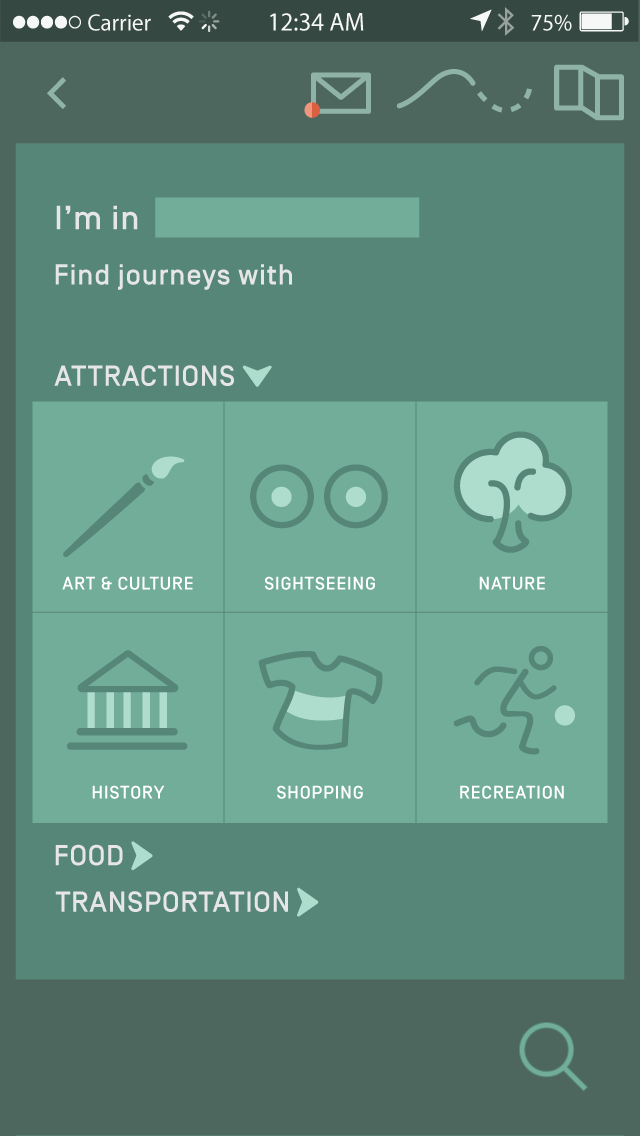 Carrier 12:34 AM 75%
I'm in
Find journeys with
ATTRACTIONS
ART & CULTURE SIGHTSEEING NATURE
HISTORY SHOPPING RECREATION
FOOD
TRANSPORTATION